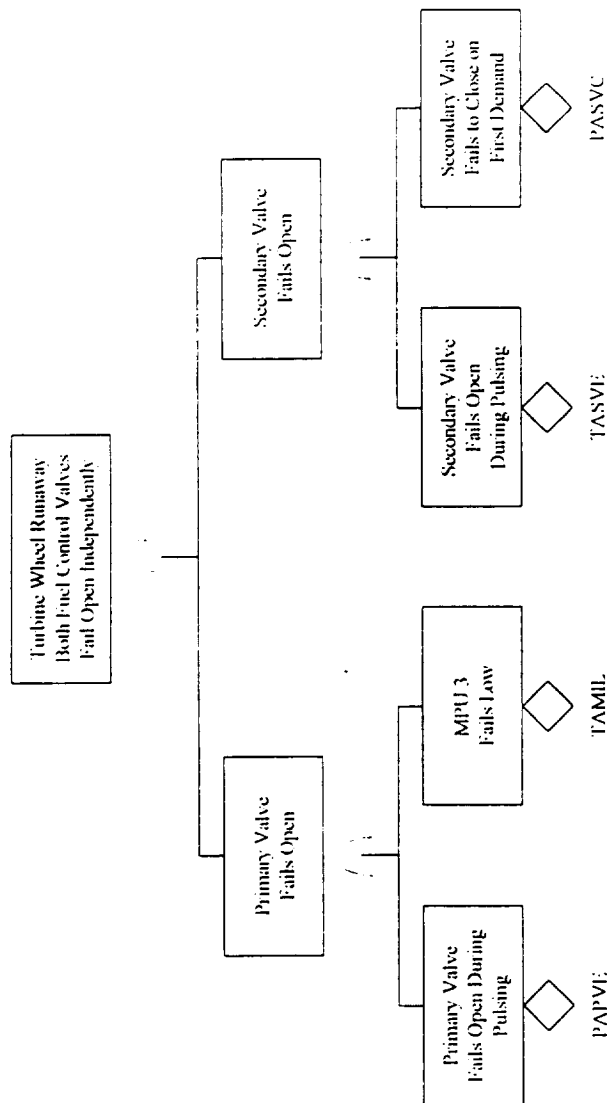 Turbine Wheel Runaway
Both Fuel Control Valves
Fail Open Independently
Primary Valve
Fails Open
Secondary Valve
Fails Open
Primary Valve
Fails Open During
Pulsing
MPU 3
Fails Low
Secondary Valve
Fails Open
During Pulsing
Secondary Valve
Fails to Close on
First Demand
PAPVE
TAMIL
TASVE
PASVC